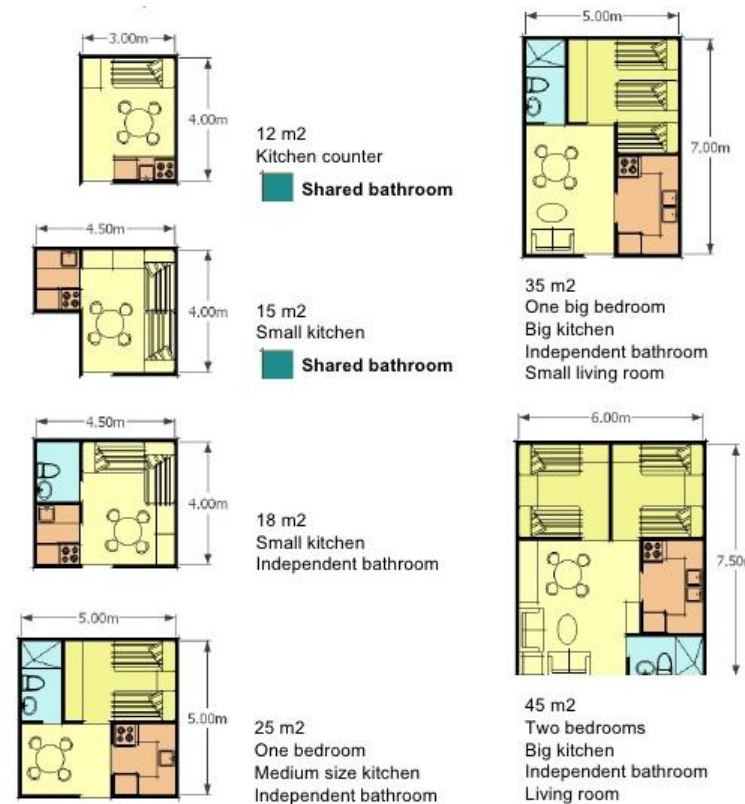 3.00m
4.00m
12 m2
Kitchen counter
Shared bathroom
4.50m
4.00m
15 m2
Small kitchen
Shared bathroom
4.50m
4.00m
18 m2
Small kitchen
Independent bathroom
5.00m
5.00m
25 m2
One bedroom
Medium size kitchen
Independent bathroom
5.00m
7.00m
35 m2
One big bedroom
Big kitchen
Independent bathroom
Small living room
6.00m
7.50
45 m2
Two bedrooms
Big kitchen
Independent bathroom
Living room